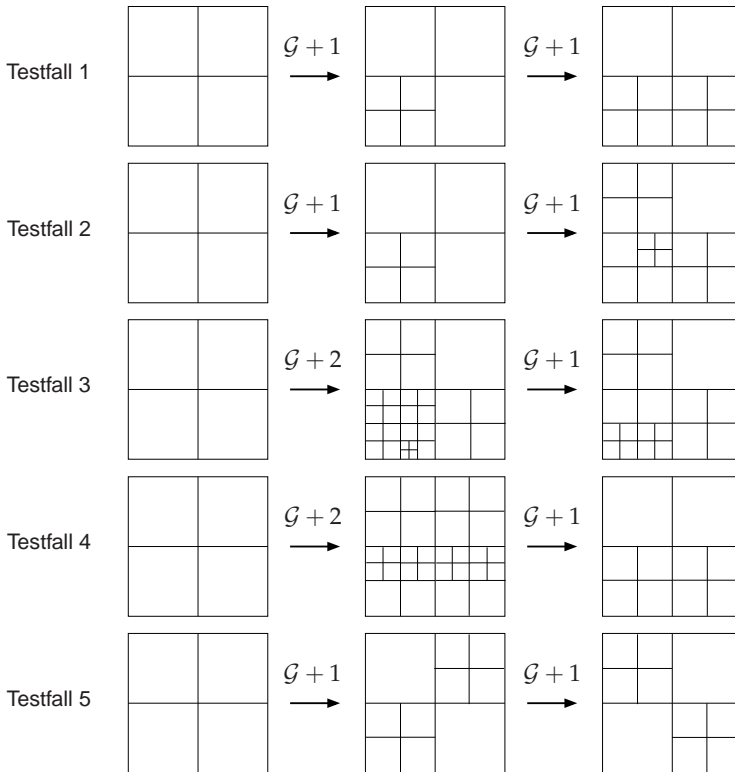 𝒢 + 1 𝒢 + 1
Testfall 1
𝒢 + 1 𝒢 + 1
Testfall 2
𝒢 + 2 𝒢 + 1
Testfall 3
𝒢 + 2 𝒢 + 1
Testfall 4
𝒢 + 1 𝒢 + 1
Testfall 5